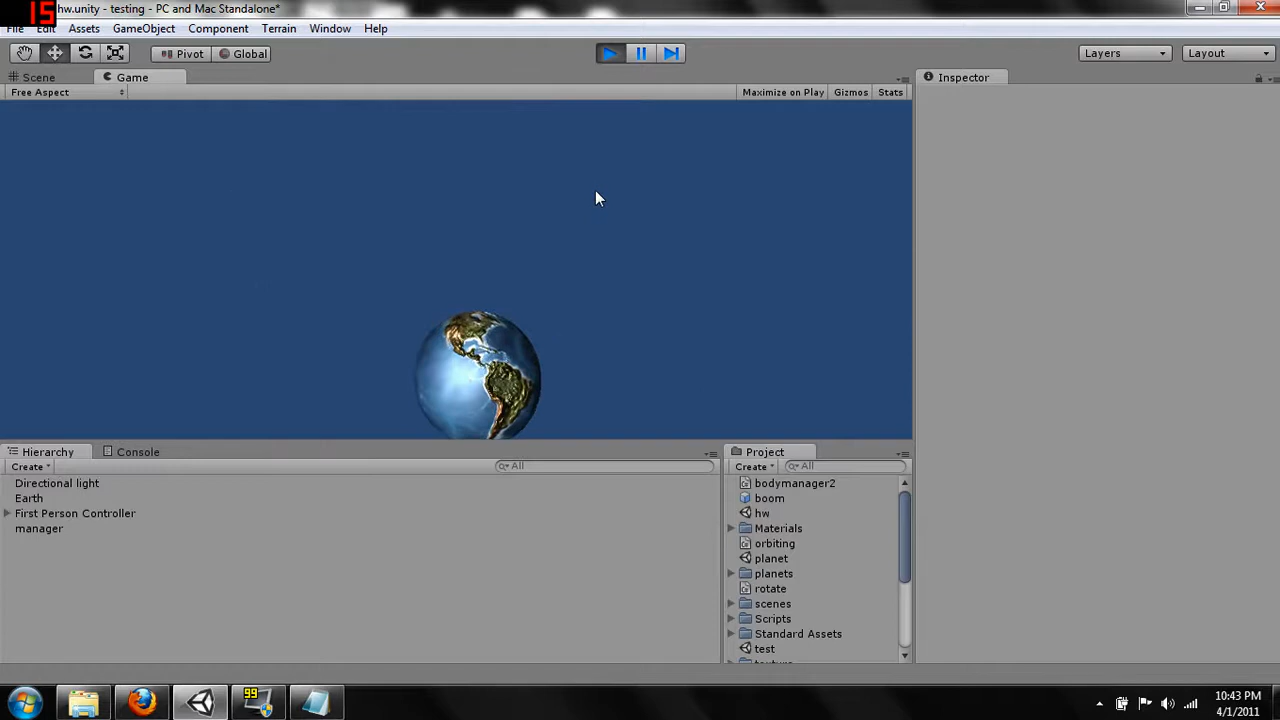 15
hw.unity - testing - PC and Mac Standalone*
File Edit Assets GameObject Component Terrain Window Help
Pivot Global Layers Layout
Scene Game Inspector
Free Aspect Maximize on Play Gizmos Stats
Hierarchy Console Project
Create All Create All
Directional light
Earth
First Person Controller
manager
bodymanager2
boom
hw
Materials
orbiting
planet
planets
rotate
scenes
Scripts
Standard Assets
test
99
10:43 PM
4/1/2011